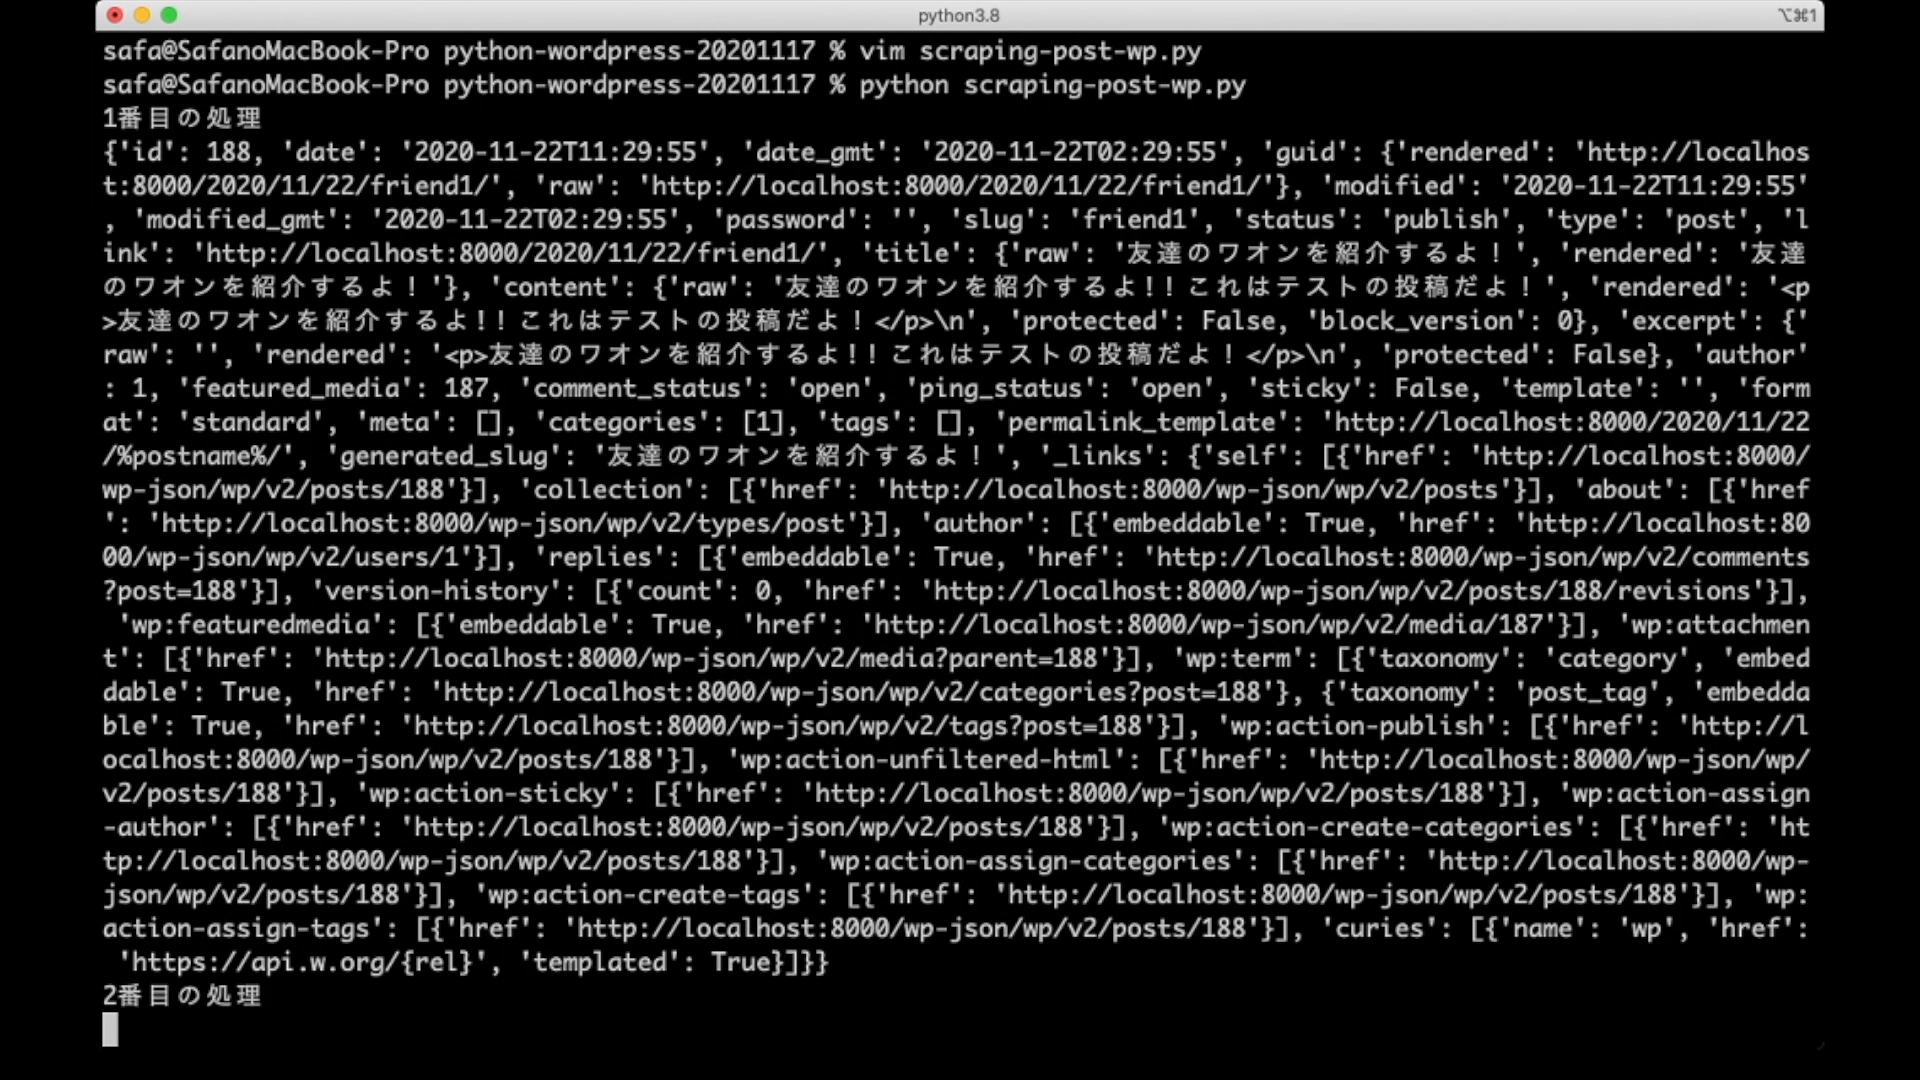 python3.8
⌥⌘1
safa@SafanoMacBook-Pro python-wordpress-20201117 % vim scraping-post-wp.py
safa@SafanoMacBook-Pro python-wordpress-20201117 % python scraping-post-wp.py
1番目の処理
{'id': 188, 'date': '2020-11-22T11:29:55', 'date_gmt': '2020-11-22T02:29:55', 'guid': {'rendered': 'http://localhos
t:8000/2020/11/22/friend1/', 'raw': 'http://localhost:8000/2020/11/22/friend1/'}, 'modified': '2020-11-22T11:29:55'
, 'modified_gmt': '2020-11-22T02:29:55', 'password': '', 'slug': 'friend1', 'status': 'publish', 'type': 'post', 'l
ink': 'http://localhost:8000/2020/11/22/friend1/', 'title': {'raw': '友達のワオンを紹介するよ！', 'rendered': '友達
のワオンを紹介するよ！'}, 'content': {'raw': '友達のワオンを紹介するよ!! これはテストの投稿だよ！', 'rendered': '<p
>友達のワオンを紹介するよ!! これはテストの投稿だよ！</p>\n', 'protected': False, 'block_version': 0}, 'excerpt': {'
raw': '', 'rendered': '<p>友達のワオンを紹介するよ!! これはテストの投稿だよ！</p>\n', 'protected': False}, 'author'
: 1, 'featured_media': 187, 'comment_status': 'open', 'ping_status': 'open', 'sticky': False, 'template': '', 'form
at': 'standard', 'meta': [], 'categories': [1], 'tags': [], 'permalink_template': 'http://localhost:8000/2020/11/22
/%postname%/', 'generated_slug': '友達のワオンを紹介するよ！', '_links': {'self': [{'href': 'http://localhost:8000/
wp-json/wp/v2/posts/188'}], 'collection': [{'href': 'http://localhost:8000/wp-json/wp/v2/posts'}], 'about': [{'href
': 'http://localhost:8000/wp-json/wp/v2/types/post'}], 'author': [{'embeddable': True, 'href': 'http://localhost:80
00/wp-json/wp/v2/users/1'}], 'replies': [{'embeddable': True, 'href': 'http://localhost:8000/wp-json/wp/v2/comments
?post=188'}], 'version-history': [{'count': 0, 'href': 'http://localhost:8000/wp-json/wp/v2/posts/188/revisions'}],
 'wp:featuredmedia': [{'embeddable': True, 'href': 'http://localhost:8000/wp-json/wp/v2/media/187'}], 'wp:attachmen
t': [{'href': 'http://localhost:8000/wp-json/wp/v2/media?parent=188'}], 'wp:term': [{'taxonomy': 'category', 'embed
dable': True, 'href': 'http://localhost:8000/wp-json/wp/v2/categories?post=188'}, {'taxonomy': 'post_tag', 'embedda
ble': True, 'href': 'http://localhost:8000/wp-json/wp/v2/tags?post=188'}], 'wp:action-publish': [{'href': 'http://l
ocalhost:8000/wp-json/wp/v2/posts/188'}], 'wp:action-unfiltered-html': [{'href': 'http://localhost:8000/wp-json/wp/
v2/posts/188'}], 'wp:action-sticky': [{'href': 'http://localhost:8000/wp-json/wp/v2/posts/188'}], 'wp:action-assign
-author': [{'href': 'http://localhost:8000/wp-json/wp/v2/posts/188'}], 'wp:action-create-categories': [{'href': 'ht
tp://localhost:8000/wp-json/wp/v2/posts/188'}], 'wp:action-assign-categories': [{'href': 'http://localhost:8000/wp-
json/wp/v2/posts/188'}], 'wp:action-create-tags': [{'href': 'http://localhost:8000/wp-json/wp/v2/posts/188'}], 'wp:
action-assign-tags': [{'href': 'http://localhost:8000/wp-json/wp/v2/posts/188'}], 'curies': [{'name': 'wp', 'href':
 'https://api.w.org/{rel}', 'templated': True}]}}
2番目の処理